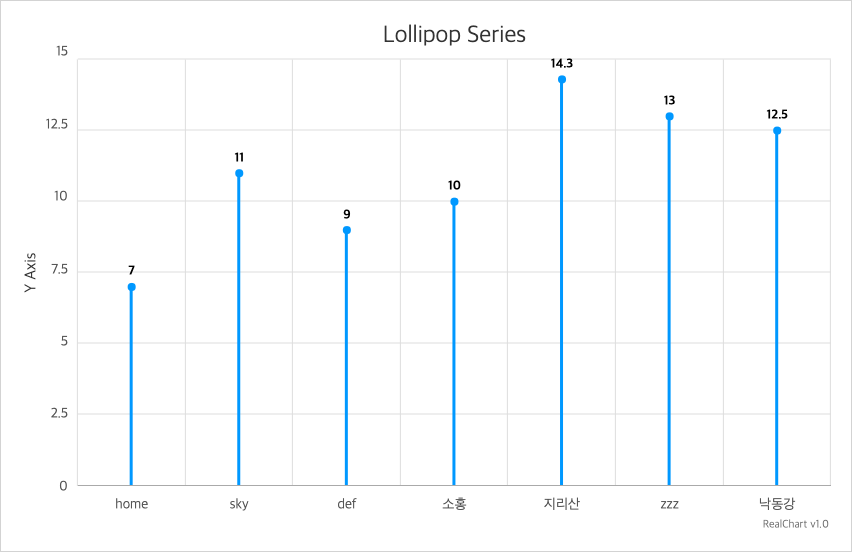 Lollipop Series
15
12.5
10
7.5
5
2.5
0
Y Axis
7
11
9
10
14.3
13
12.5
home
sky
def
소홍
지리산
zzz
낙동강
RealChart v1.0